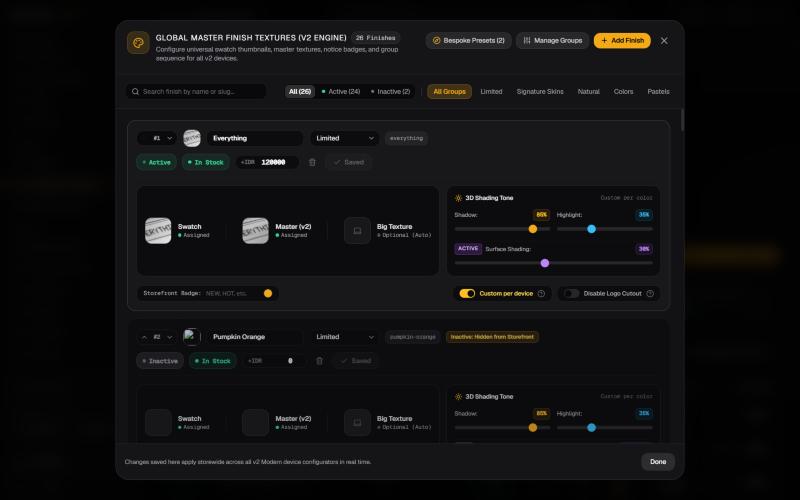 GLOBAL MASTER FINISH TEXTURES (V2 ENGINE) 26 Finishes
Configure universal swatch thumbnails, master textures, notice badges, and group
sequence for all v2 devices.
Bespoke Presets (2) Manage Groups + Add Finish
Search finish by name or slug...
All (26) Active (24) Inactive (2) All Groups Limited Signature Skins Natural Colors Pastels
#1 Everything Limited everything
Active In Stock +IDR 120000 Saved
Swatch
Assigned
Master (v2)
Assigned
Big Texture
Optional (Auto)
3D Shading Tone Custom per color
Shadow: 85% Highlight: 35%
ACTIVE Surface Shading: 30%
Storefront Badge: NEW, HOT, etc.
Custom per device Disable Logo Cutout
#2 Pumpkin Orange Limited pumpkin-orange Inactive: Hidden from Storefront
Inactive In Stock +IDR 0 Saved
Swatch
Assigned
Master (v2)
Assigned
Big Texture
Optional (Auto)
3D Shading Tone Custom per color
Shadow: 85% Highlight: 35%
Changes saved here apply storewide across all v2 Modern device configurators in real time.
Done